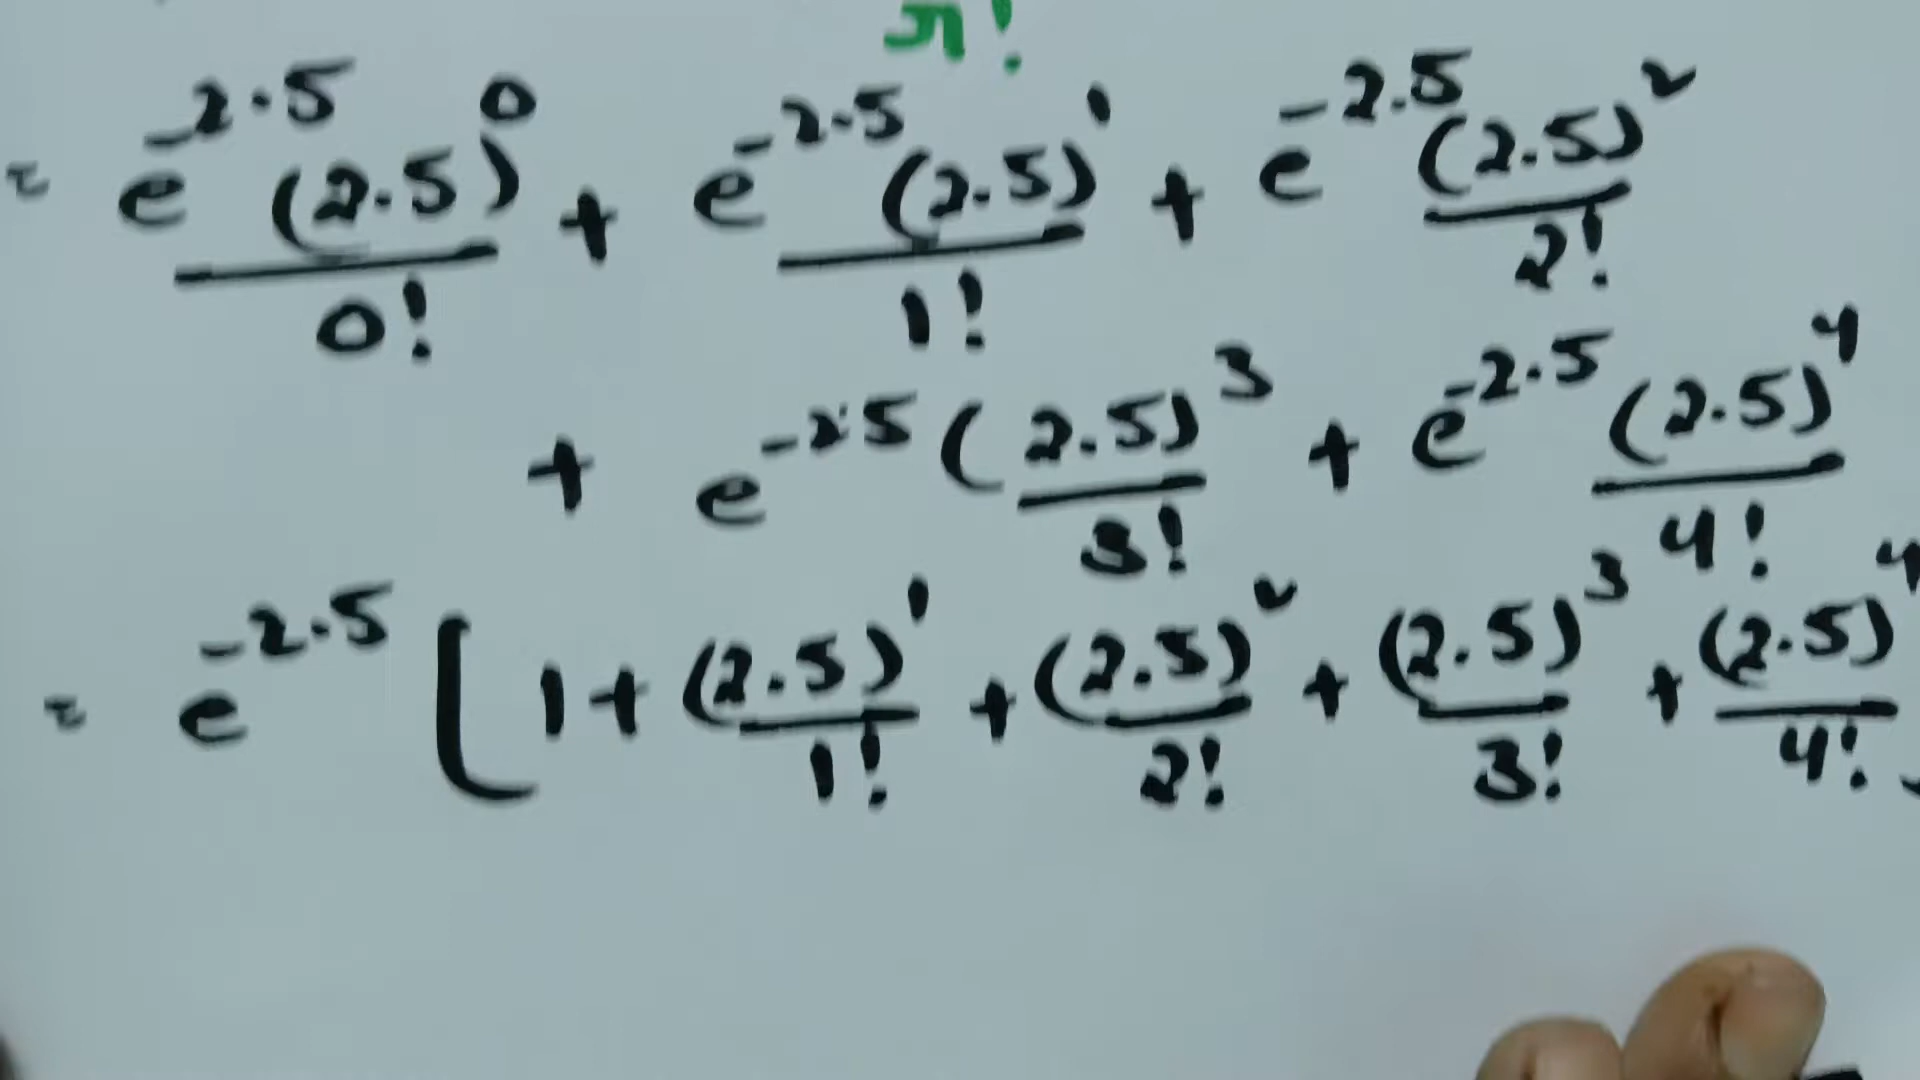 n!
= e^-2.5 (2.5)^0 / 0! + e^-2.5 (2.5)^1 / 1! + e^-2.5 (2.5)^2 / 2!
+ e^-2.5 (2.5)^3 / 3! + e^-2.5 (2.5)^4 / 4!
= e^-2.5 [ 1 + (2.5)^1 / 1! + (2.5)^2 / 2! + (2.5)^3 / 3! + (2.5)^4 / 4!